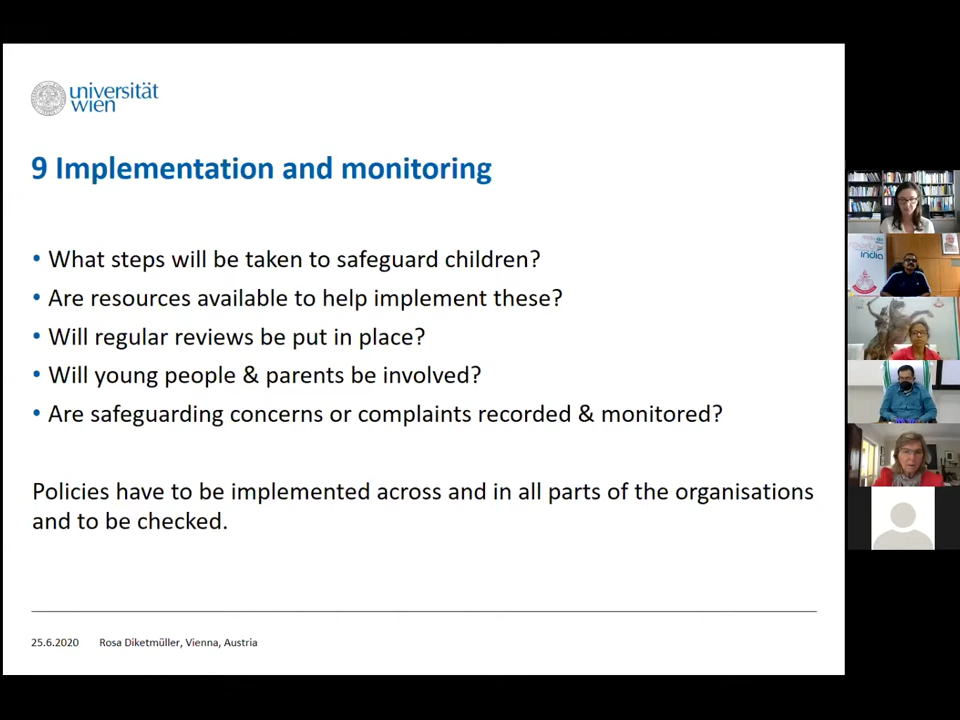 universität
wien
9 Implementation and monitoring
• What steps will be taken to safeguard children?
• Are resources available to help implement these?
• Will regular reviews be put in place?
• Will young people & parents be involved?
• Are safeguarding concerns or complaints recorded & monitored?
Policies have to be implemented across and in all parts of the organisations
and to be checked.
25.6.2020 Rosa Diketmüller, Vienna, Austria
india